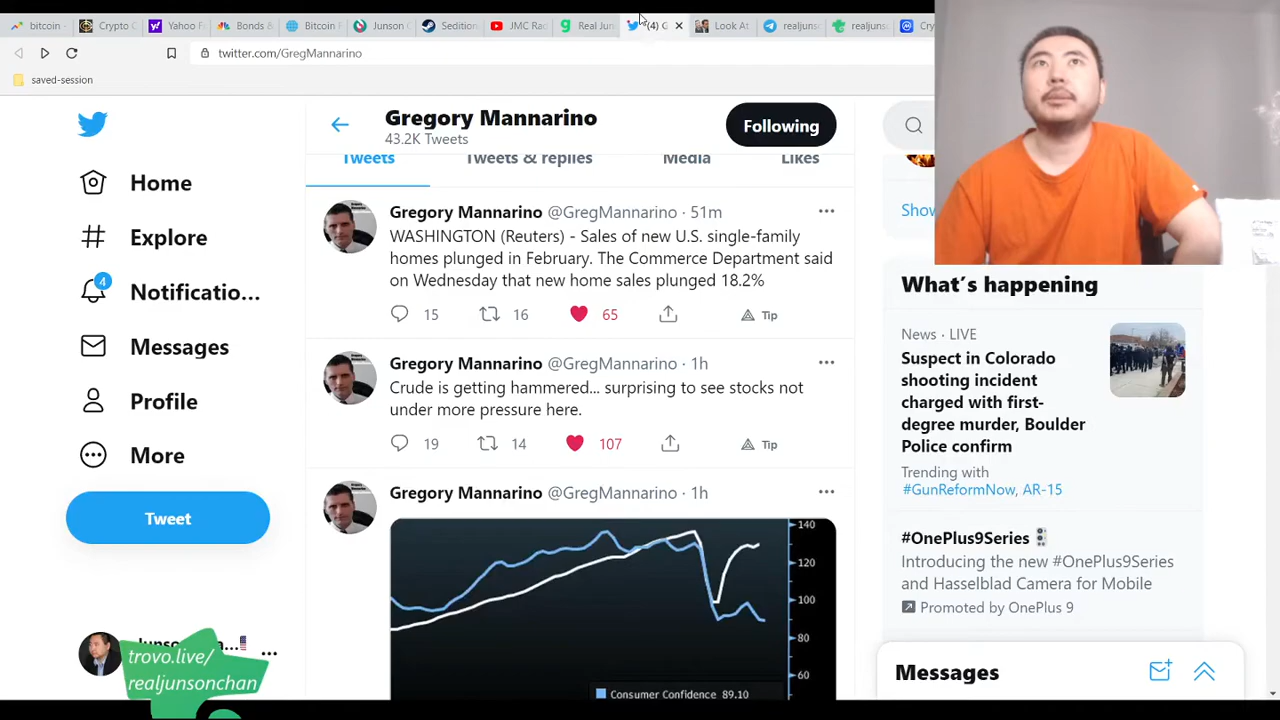 bitcoin
Crypto C
Yahoo F
Bonds &
Bitcoin F
Junson C
Sedition
JMC Rac
Real Jun
(4) G
Look At
realjuns
realjuns
Cry
twitter.com/GregMannarino
saved-session
Home
Explore
4
Notificatio...
Messages
Profile
More
Tweet
trovo.live/
realjunsonchan
Gregory Mannarino
43.2K Tweets
Following
Tweets
Tweets & replies
Media
Likes
Gregory Mannarino @GregMannarino · 51m
WASHINGTON (Reuters) - Sales of new U.S. single-family
homes plunged in February. The Commerce Department said
on Wednesday that new home sales plunged 18.2%
15 16 65 Tip
Gregory Mannarino @GregMannarino · 1h
Crude is getting hammered... surprising to see stocks not
under more pressure here.
19 14 107 Tip
Gregory Mannarino @GregMannarino · 1h
140
120
100
80
60
Consumer Confidence 89.10
Show
What's happening
News · LIVE
Suspect in Colorado
shooting incident
charged with first-
degree murder, Boulder
Police confirm
Trending with
#GunReformNow, AR-15
#OnePlus9Series
Introducing the new #OnePlus9Series
and Hasselblad Camera for Mobile
Promoted by OnePlus 9
Messages